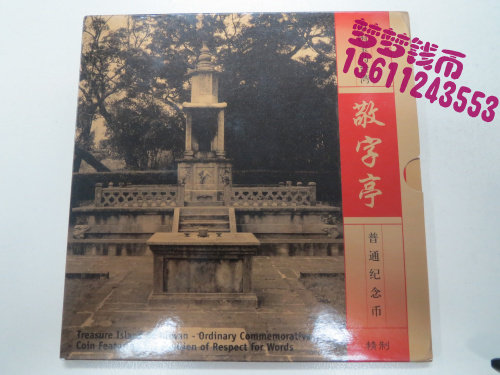 梦梦钱币
15611243553
敬字亭
普通纪念币
特制
Treasure Island Taiwan - Ordinary Commemorative
Coin Featu of Respect for Words